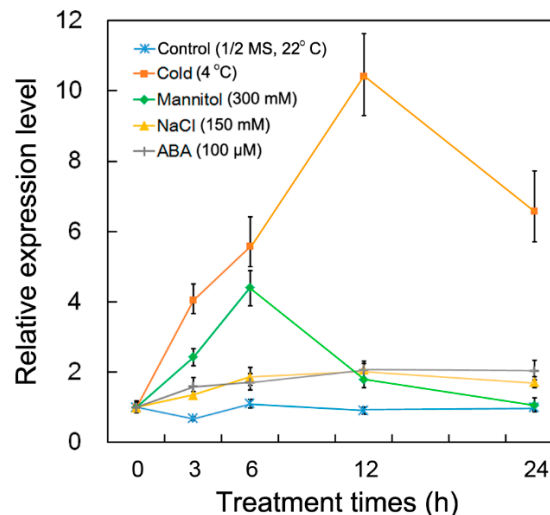 12
10
8
6
4
2
0
Relative expression level
Control (1/2 MS, 22° C)
Cold (4 °C)
Mannitol (300 mM)
NaCl (150 mM)
ABA (100 μM)
0 3 6 12 24
Treatment times (h)